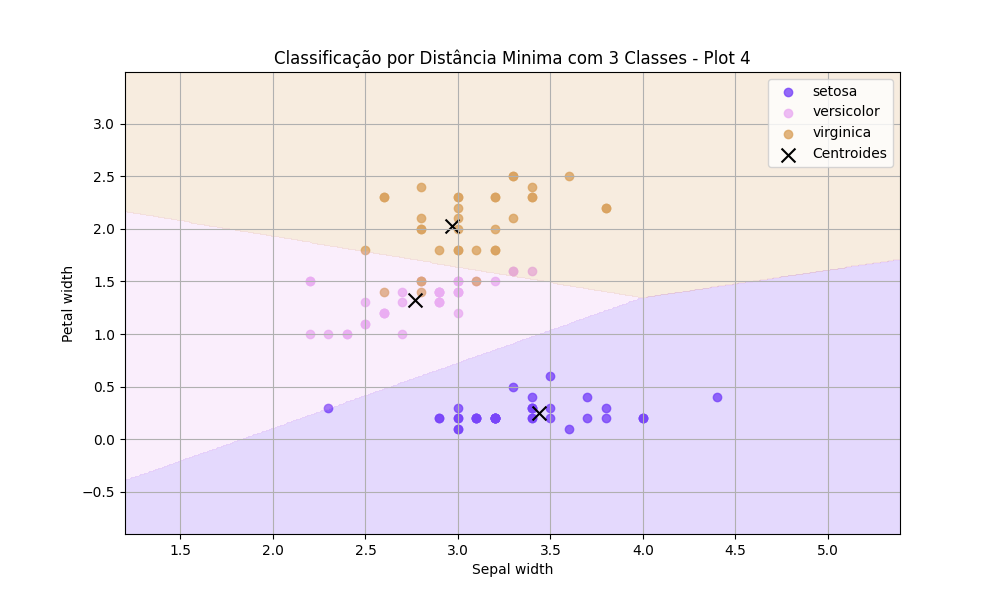 Classificação por Distância Minima com 3 Classes - Plot 4
setosa
versicolor
virginica
Centroides
Petal width
3.0
2.5
2.0
1.5
1.0
0.5
0.0
−0.5
1.5 2.0 2.5 3.0 3.5 4.0 4.5 5.0
Sepal width